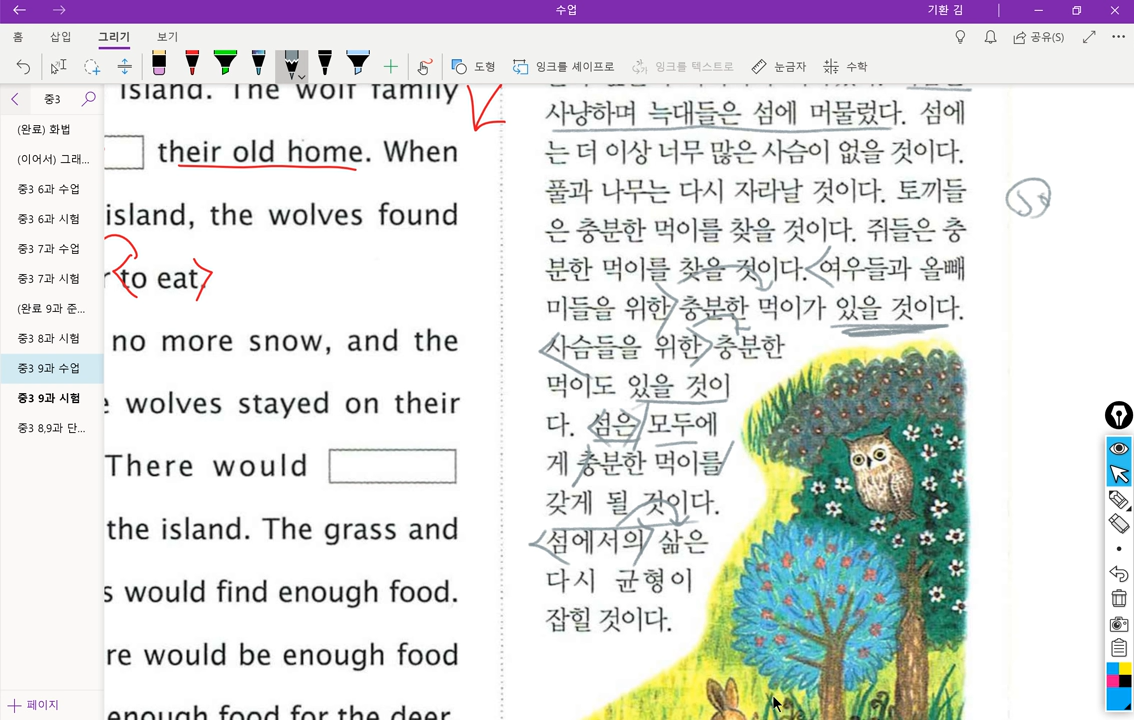 수업
기환 김
홈 삽입 그리기 보기
공유(S)
도형 잉크를 셰이프로 잉크를 텍스트로 눈금자 수학
중3
(완료) 화법
(이어서) 그래...
중3 6과 수업
중3 6과 시험
중3 7과 수업
중3 7과 시험
(완료 9과 준...
중3 8과 시험
중3 9과 수업
중3 9과 시험
중3 8,9과 단...
페이지
island. The wolf family
their old home. When
island, the wolves found
to eat.
no more snow, and the
wolves stayed on their
There would
the island. The grass and
s would find enough food.
re would be enough food
enough food for the deer.
사냥하며 늑대들은 섬에 머물렀다. 섬에
는 더 이상 너무 많은 사슴이 없을 것이다.
풀과 나무는 다시 자라날 것이다. 토끼들
은 충분한 먹이를 찾을 것이다. 쥐들은 충
분한 먹이를 찾을 것이다. 여우들과 올빼
미들을 위한 충분한 먹이가 있을 것이다.
사슴들을 위한 충분한
먹이도 있을 것이
다. 섬은 모두에
게 충분한 먹이를
갖게 될 것이다.
섬에서의 삶은
다시 균형이
잡힐 것이다.